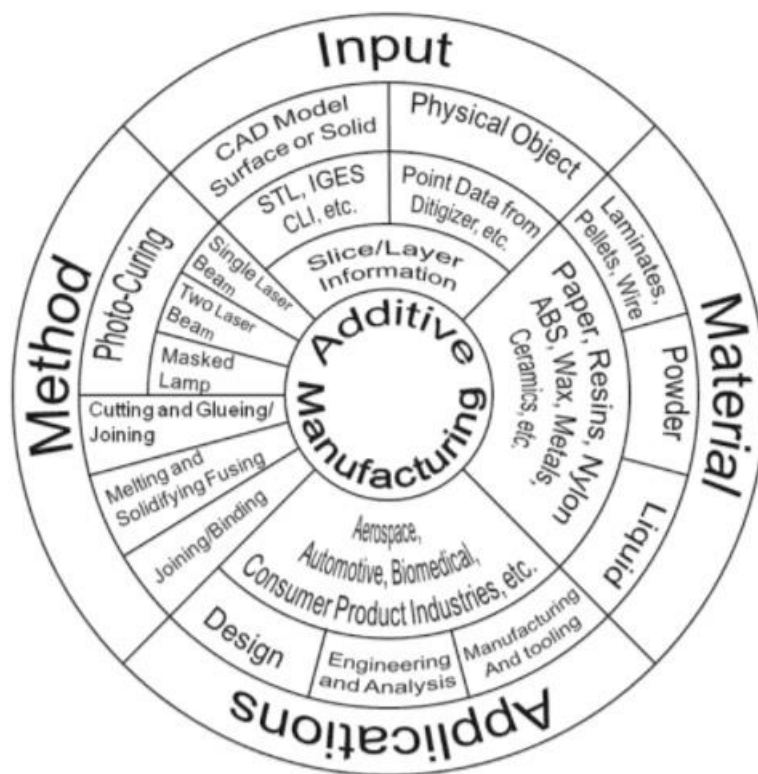 Input
CAD Model
Surface or Solid
Physical Object
STL, IGES
CLI, etc.
Point Data from
Ditigizer, etc.
Slice/Layer
Information
Additive
Manufacturing
Method
Photo-Curing
Single Laser
Beam
Two Laser
Beam
Masked
Lamp
Cutting and Glueing/
Joining
Melting and
Solidifying Fusing
Joining/Binding
Material
Laminates,
Pellets, Wire
Powder
Liquid
Paper, Resins, Nylon
ABS, Wax, Metals,
Ceramics, etc.
Applications
Aerospace,
Automotive, Biomedical,
Consumer Product Industries, etc.
Design
Engineering
and Analysis
Manufacturing
And tooling